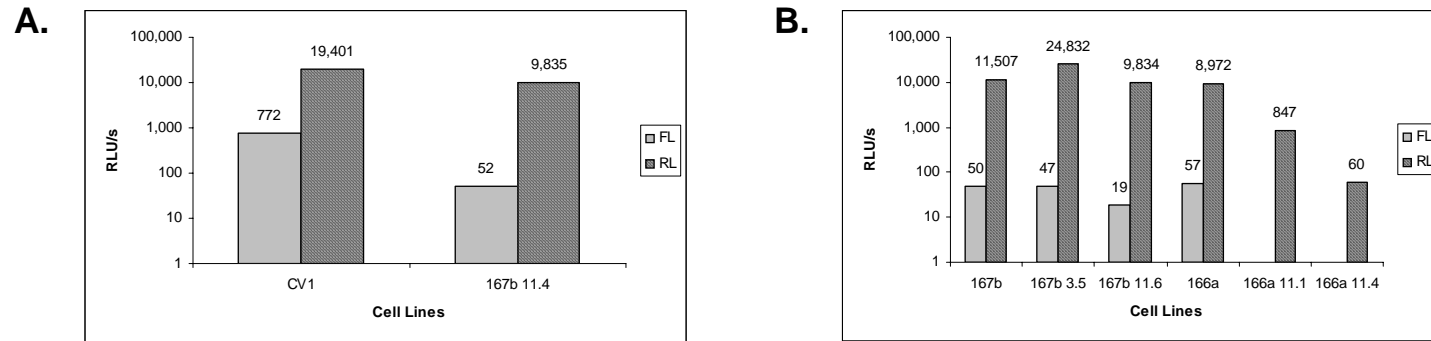 A.
100,000
10,000
1,000
100
10
1
RLU/s
19,401
772
9,835
52
CV1
167b 11.4
Cell Lines
FL
RL
B.
100,000
10,000
1,000
100
10
1
RLU/s
11,507
50
24,832
47
9,834
19
8,972
57
847
60
167b
167b 3.5
167b 11.6
166a
166a 11.1
166a 11.4
Cell Lines
FL
RL